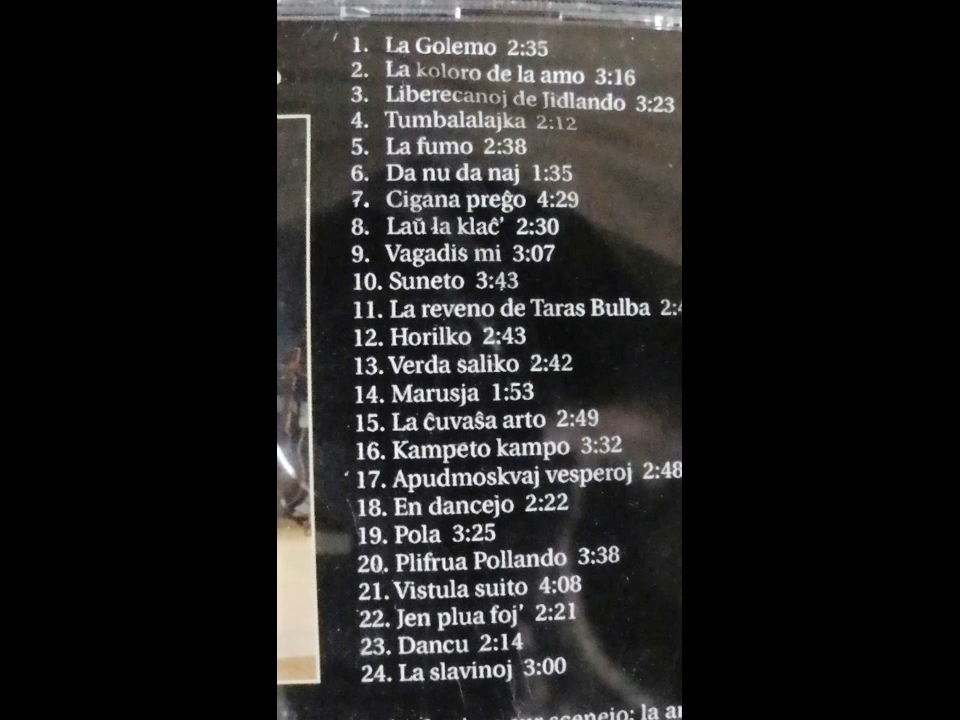 1. La Golemo 2:35
2. La koloro de la amo 3:16
3. Liberecanoj de Jidlando 3:23
4. Tumbalalajka 2:12
5. La fumo 2:38
6. Da nu da naj 1:35
7. Cigana preĝo 4:29
8. Laŭ la klaĉ' 2:30
9. Vagadis mi 3:07
10. Suneto 3:43
11. La reveno de Taras Bulba
12. Horilko 2:43
13. Verda saliko 2:42
14. Marusja 1:53
15. La ĉuvaŝa arto 2:49
16. Kampeto kampo 3:32
17. Apudmoskvaj vesperoj 2:48
18. En dancejo 2:22
19. Pola 3:25
20. Plifrua Pollando 3:38
21. Vistula suito 4:08
22. Jen plua foj' 2:21
23. Dancu 2:14
24. La slavinoj 3:00
scenejo: la